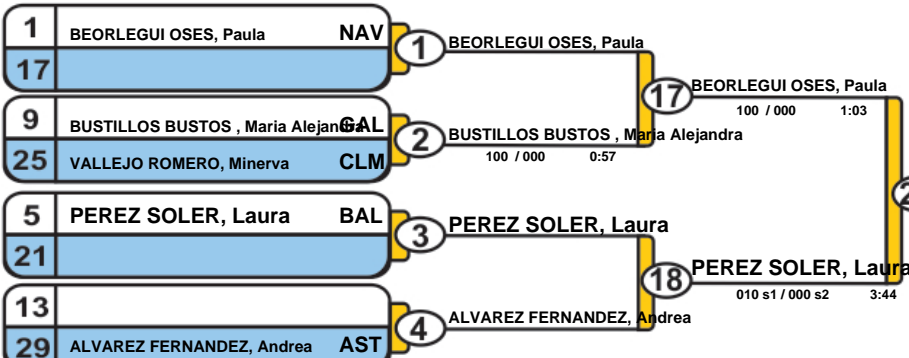 1 BEORLEGUI OSES, Paula NAV
17
1 BEORLEGUI OSES, Paula
17 BEORLEGUI OSES, Paula
100 / 000 1:03
9 BUSTILLOS BUSTOS , Maria Alejandra GAL
25 VALLEJO ROMERO, Minerva CLM
2 BUSTILLOS BUSTOS , Maria Alejandra
100 / 000 0:57
5 PEREZ SOLER, Laura BAL
21
3 PEREZ SOLER, Laura
18 PEREZ SOLER, Laura
010 s1 / 000 s2 3:44
13
29 ALVAREZ FERNANDEZ, Andrea AST
4 ALVAREZ FERNANDEZ, Andrea